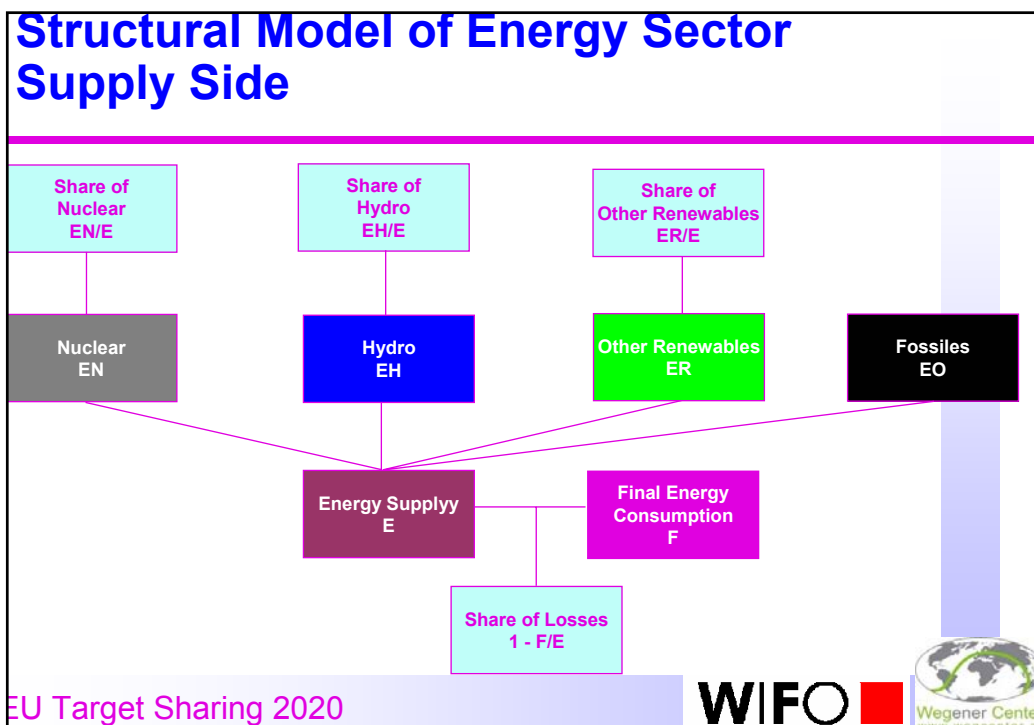 Structural Model of Energy Sector
Supply Side
Share of
Nuclear
EN/E
Share of
Hydro
EH/E
Share of
Other Renewables
ER/E
Nuclear
EN
Hydro
EH
Other Renewables
ER
Fossiles
EO
Energy Supplyy
E
Final Energy
Consumption
F
Share of Losses
1 - F/E
EU Target Sharing 2020
WIFO
Wegener Cente